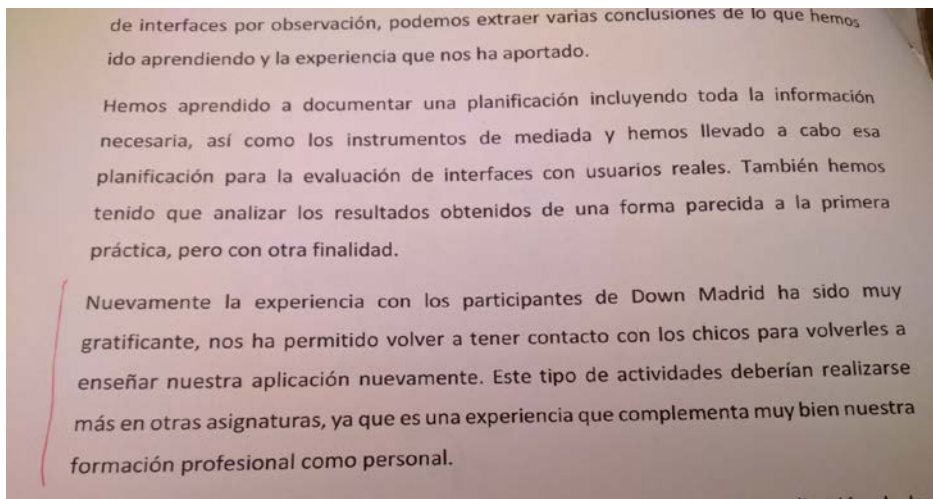 de interfaces por observación, podemos extraer varias conclusiones de lo que hemos
ido aprendiendo y la experiencia que nos ha aportado.
Hemos aprendido a documentar una planificación incluyendo toda la información
necesaria, así como los instrumentos de mediada y hemos llevado a cabo esa
planificación para la evaluación de interfaces con usuarios reales. También hemos
tenido que analizar los resultados obtenidos de una forma parecida a la primera
práctica, pero con otra finalidad.
Nuevamente la experiencia con los participantes de Down Madrid ha sido muy
gratificante, nos ha permitido volver a tener contacto con los chicos para volverles a
enseñar nuestra aplicación nuevamente. Este tipo de actividades deberían realizarse
más en otras asignaturas, ya que es una experiencia que complementa muy bien nuestra
formación profesional como personal.